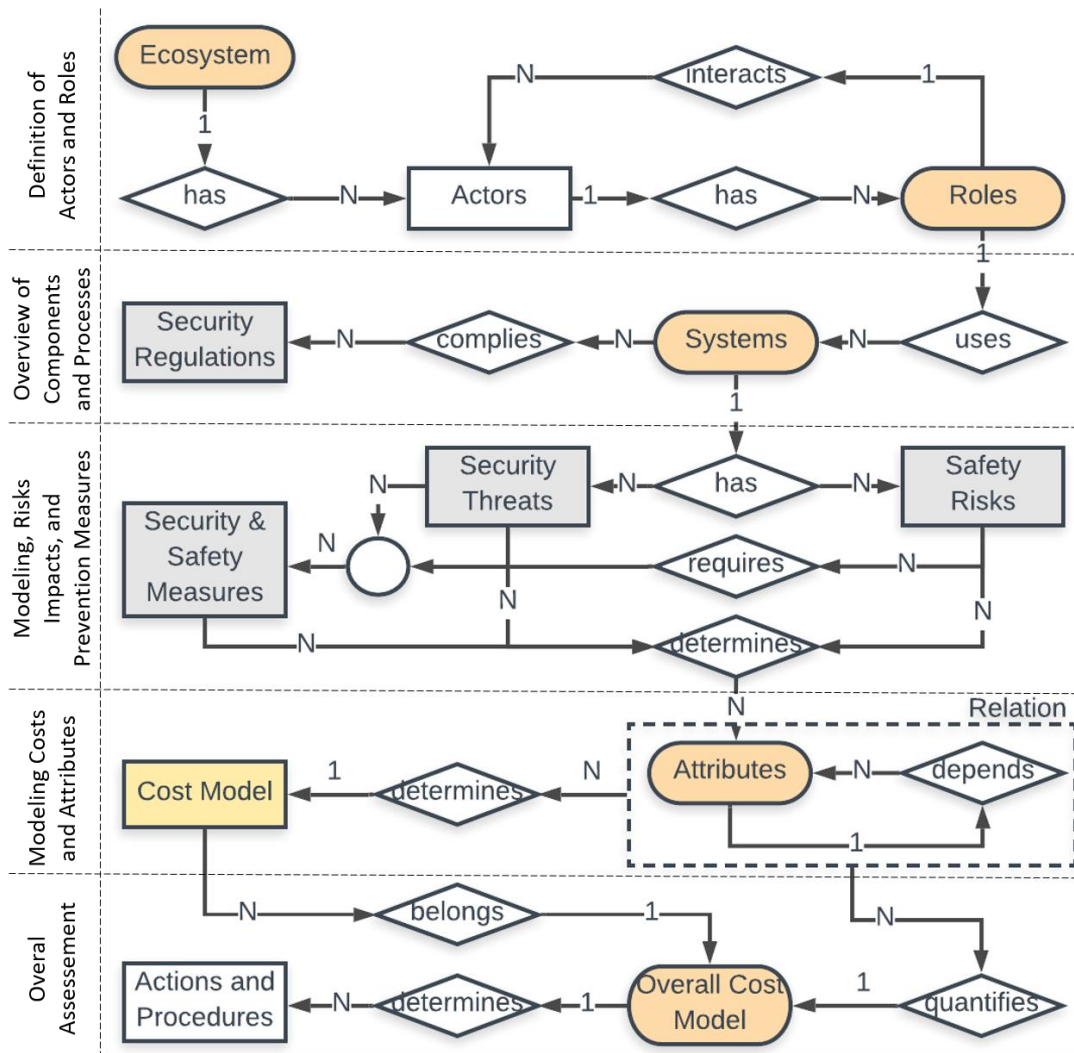 Definition of
Actors and Roles
Ecosystem
1
has
N
Actors
1
has
N
Roles
1
interacts
N
1
Overview of
Components
and Processes
uses
N
Systems
N
complies
N
Security
Regulations
1
Modeling, Risks
Impacts, and
Prevention Measures
has
N
Security
Threats
N
Safety
Risks
N
N
requires
N
Security &
Safety
Measures
N
N
N
determines
N
Modeling Costs
and Attributes
Relation
Attributes
N
depends
1
N
determines
1
Cost Model
Overal
Assessement
N
belongs
1
N
quantifies
1
Overall Cost
Model
1
determines
N
Actions and
Procedures